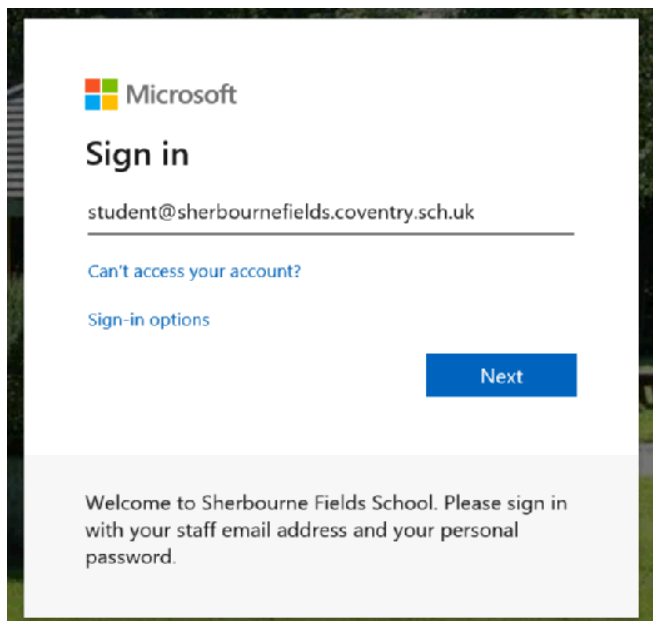 Microsoft
Sign in
student@sherbournefields.coventry.sch.uk
Can't access your account?
Sign-in options
Next
Welcome to Sherbourne Fields School. Please sign in
with your staff email address and your personal
password.